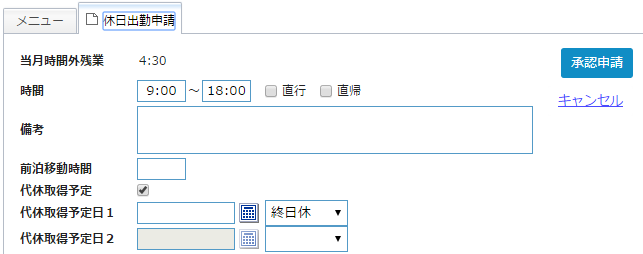 メニュー 休日出勤申請
当月時間外残業 4:30 承認申請
時間 9:00 ～ 18:00 直行 直帰 キャンセル
備考
前泊移動時間
代休取得予定
代休取得予定日１ 終日休
代休取得予定日２